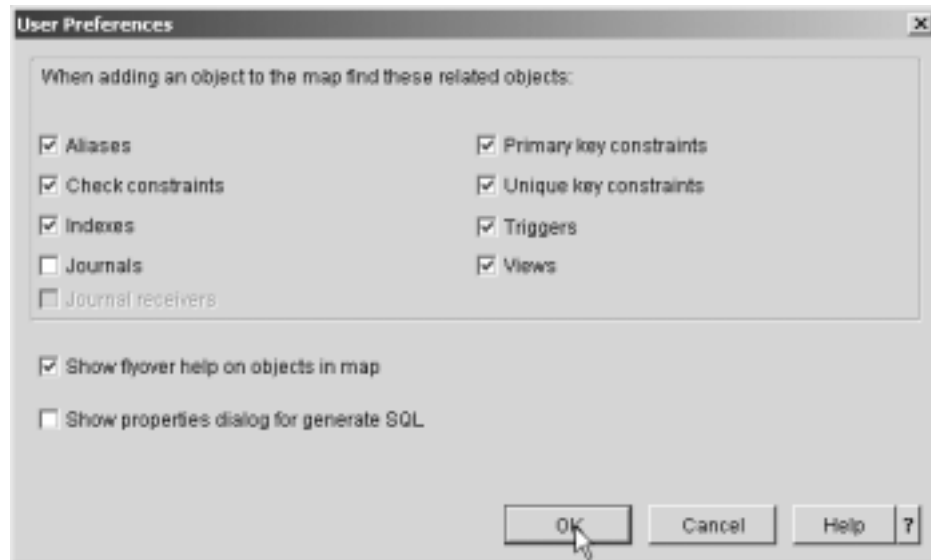 User Preferences
When adding an object to the map find these related objects:
Aliases
Check constraints
Indexes
Journals
Journal receivers
Primary key constraints
Unique key constraints
Triggers
Views
Show flyover help on objects in map
Show properties dialog for generate SQL
OK
Cancel
Help
?